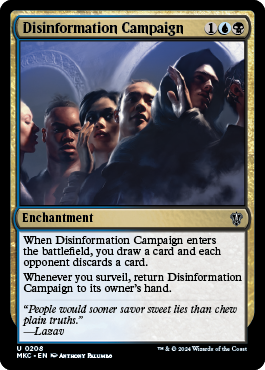 Disinformation Campaign 1
Enchantment
When Disinformation Campaign enters
the battlefield, you draw a card and each
opponent discards a card.
Whenever you surveil, return Disinformation
Campaign to its owner's hand.
“People would sooner savor sweet lies than chew
plain truths.”
—Lazav
U 0208
MKC • EN Anthony Palumbo
™ & © 2024 Wizards of the Coast